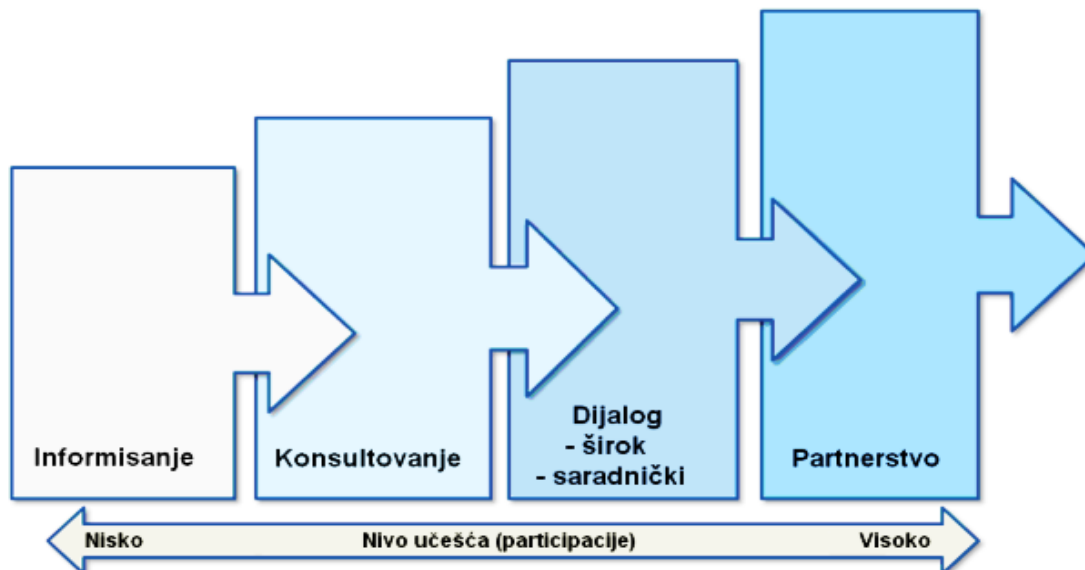 Informisanje
Konsultovanje
Dijalog
- širok
- saradnički
Partnerstvo
Nisko
Nivo učešća (participacije)
Visoko